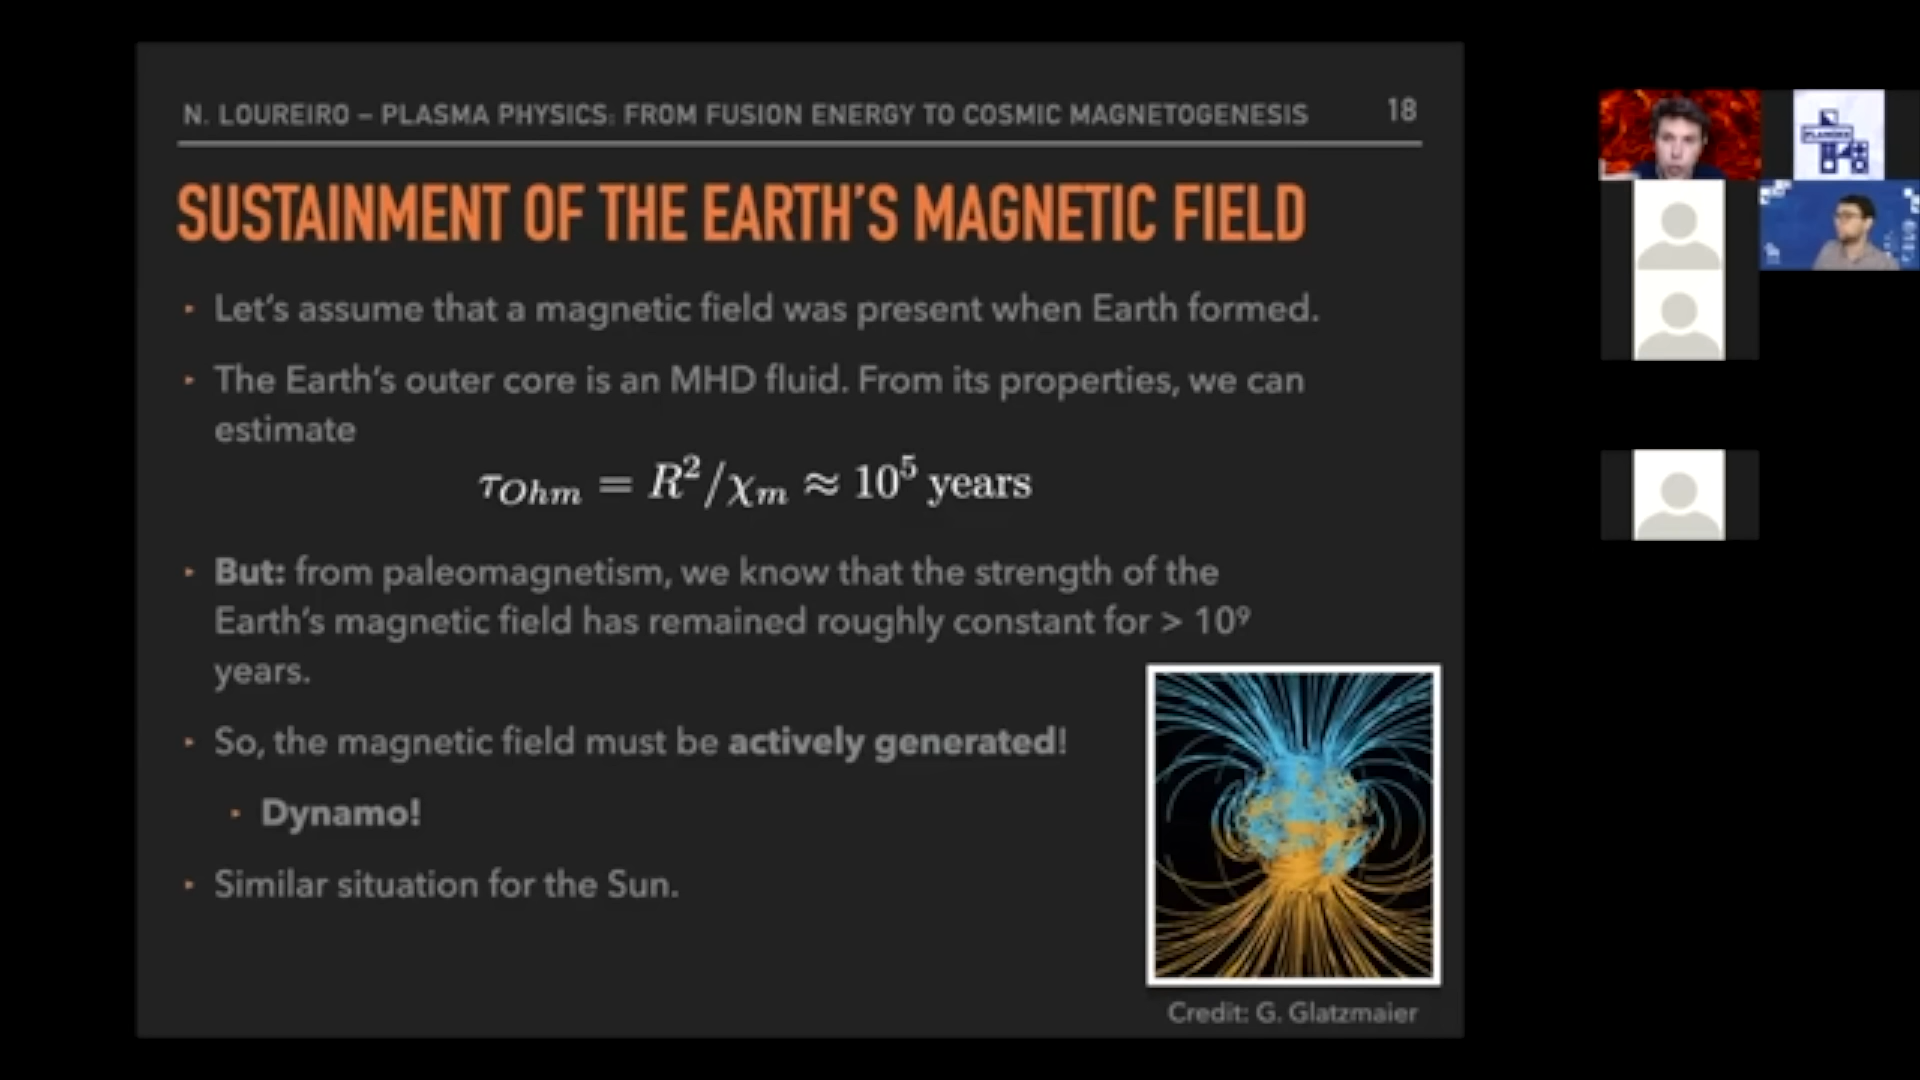 N. LOUREIRO – PLASMA PHYSICS: FROM FUSION ENERGY TO COSMIC MAGNETOGENESIS 18
SUSTAINMENT OF THE EARTH'S MAGNETIC FIELD
‣ Let's assume that a magnetic field was present when Earth formed.
‣ The Earth's outer core is an MHD fluid. From its properties, we can
estimate
τ_Ohm = R²/χ_m ≈ 10⁵ years
‣ But: from paleomagnetism, we know that the strength of the
Earth's magnetic field has remained roughly constant for > 10⁹
years.
‣ So, the magnetic field must be actively generated!
‣ Dynamo!
‣ Similar situation for the Sun.
Credit: G. Glatzmaier